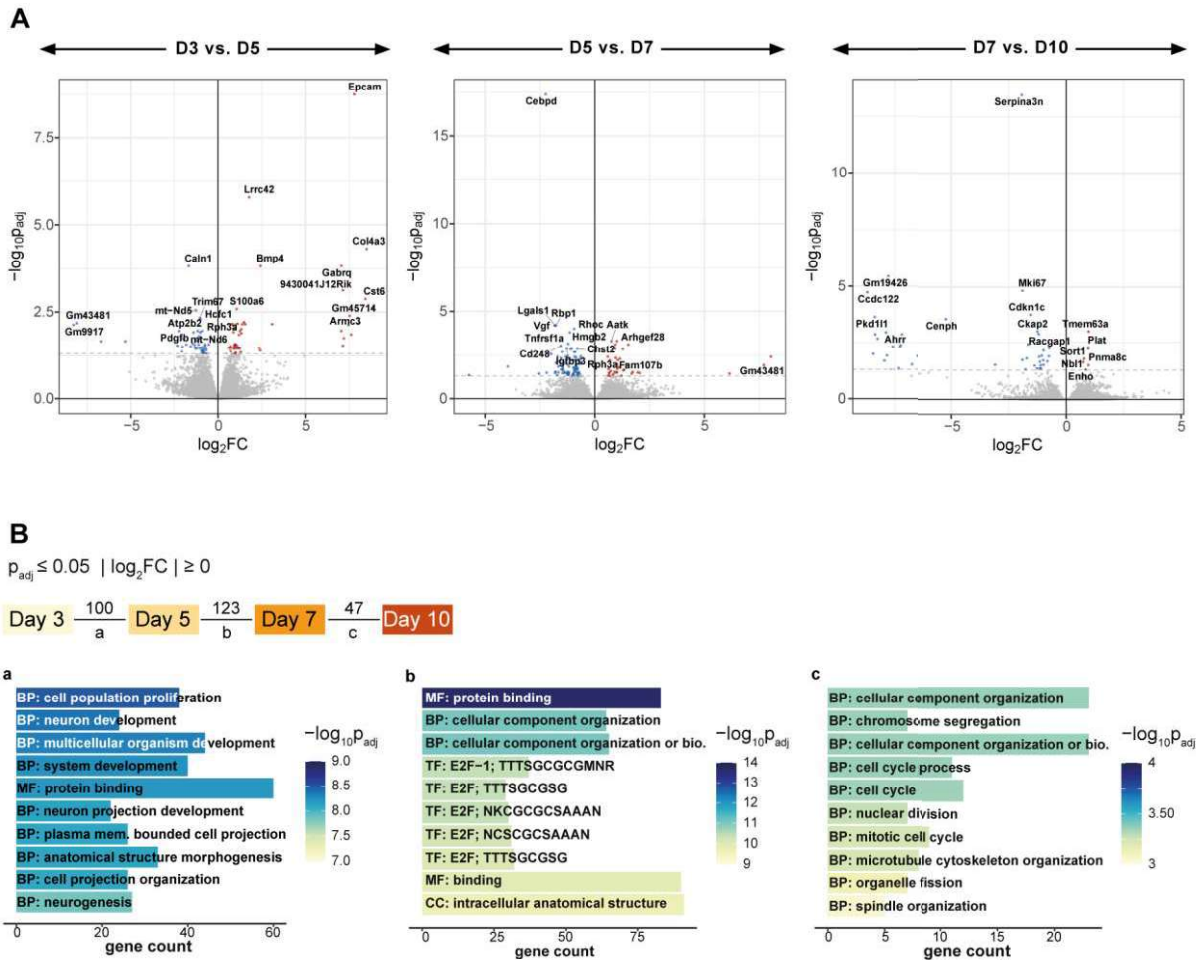 A
D3 vs. D5
D5 vs. D7
D7 vs. D10
−log10padj
7.5
5.0
2.5
0.0
−5
0
5
log2FC
Epcam
Lrrc42
Col4a3
Caln1
Bmp4
Gabrq
9430041J12Rik
Cst6
mt−Nd5
Trim67
S100a6
Gm45714
Gm43481
Atp2b2
Hcfc1
Rph3a
Armc3
Gm9917
Pdgfb
mt−Nd6
−log10padj
15
10
5
0
−5
0
5
log2FC
Cebpd
Lgals1
Rbp1
Vgf
Rhoc
Aatk
Tnfrsf1a
Hmgb2
Arhgef28
Cd248
Chst2
Igfbp3
Rph3a
Fam107b
Gm43481
−log10padj
10
5
0
−5
0
5
log2FC
Serpina3n
Gm19426
Mki67
Ccdc122
Cdkn1c
Pkd1l1
Cenph
Ckap2
Tmem63a
Ahrr
Racgap1
Plat
Sort1
Pnma8c
Nbl1
Enho
B
padj ≤ 0.05 | log2FC | ≥ 0
Day 3 100 a Day 5 123 b Day 7 47 c Day 10
a
BP: cell population proliferation
BP: neuron development
BP: multicellular organism development
BP: system development
MF: protein binding
BP: neuron projection development
BP: plasma mem. bounded cell projection
BP: anatomical structure morphogenesis
BP: cell projection organization
BP: neurogenesis
0 20 40 60
gene count
−log10padj
9.0
8.5
8.0
7.5
7.0
b
MF: protein binding
BP: cellular component organization
BP: cellular component organization or bio.
TF: E2F−1; TTTSGCGCGMNR
TF: E2F; TTTSGCGSG
TF: E2F; NKCGCGCSAAAN
TF: E2F; NCSCGCSAAAN
TF: E2F; TTTSGCGSG
MF: binding
CC: intracellular anatomical structure
0 25 50 75
gene count
−log10padj
14
13
12
11
10
9
c
BP: cellular component organization
BP: chromosome segregation
BP: cellular component organization or bio.
BP: cell cycle process
BP: cell cycle
BP: nuclear division
BP: mitotic cell cycle
BP: microtubule cytoskeleton organization
BP: organelle fission
BP: spindle organization
0 5 10 15 20
gene count
−log10padj
4
3.50
3